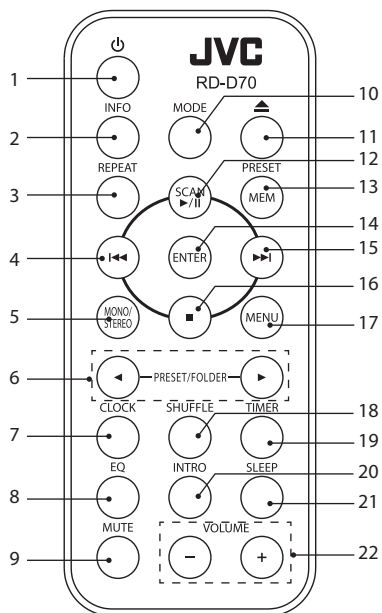 JVC
RD-D70
1
INFO
MODE
10
2
11
REPEAT
SCAN
PRESET
12
3
MEM
13
4
ENTER
14
15
5
MONO/
STEREO
MENU
16
17
6
PRESET/FOLDER
CLOCK
SHUFFLE
TIMER
7
18
19
EQ
INTRO
SLEEP
8
20
21
MUTE
VOLUME
9
−
+
22